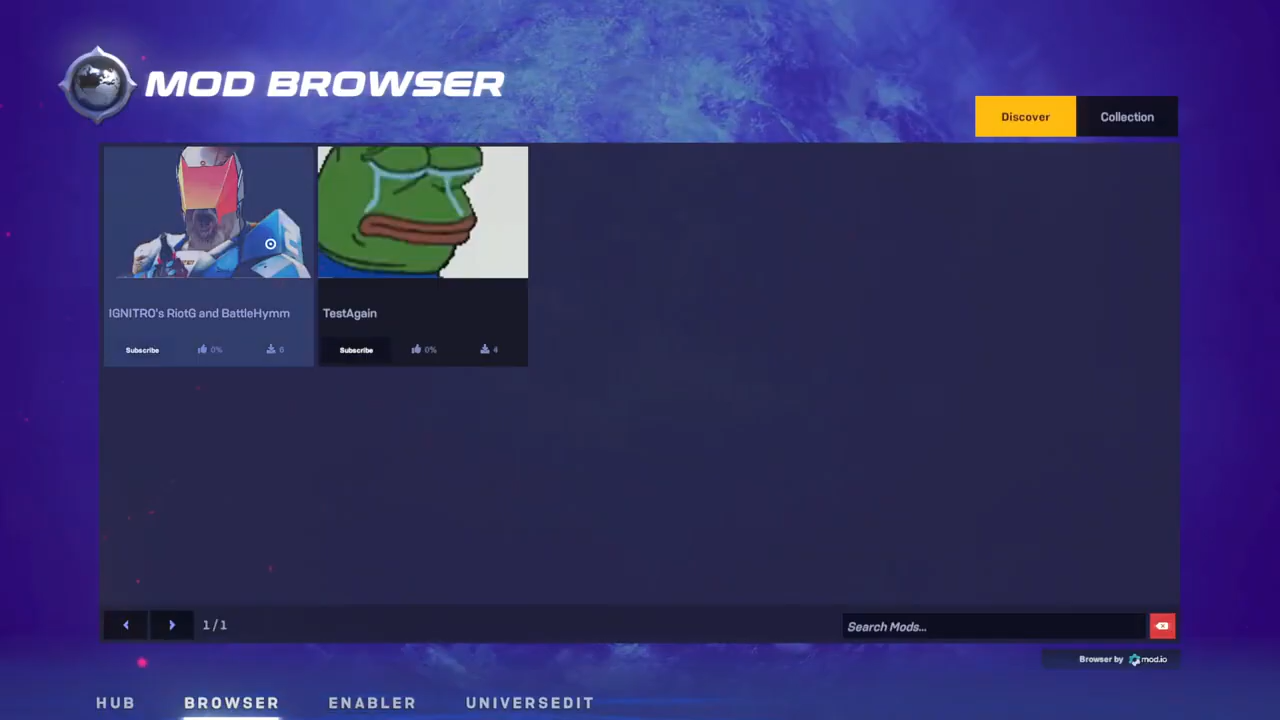 MOD BROWSER
Discover
Collection
IGNITRO's RiotG and BattleHymm
TestAgain
Subscribe
0%
0
Subscribe
0%
4
1/1
Search Mods...
Browser by mod.io
HUB
BROWSER
ENABLER
UNIVERSEDIT